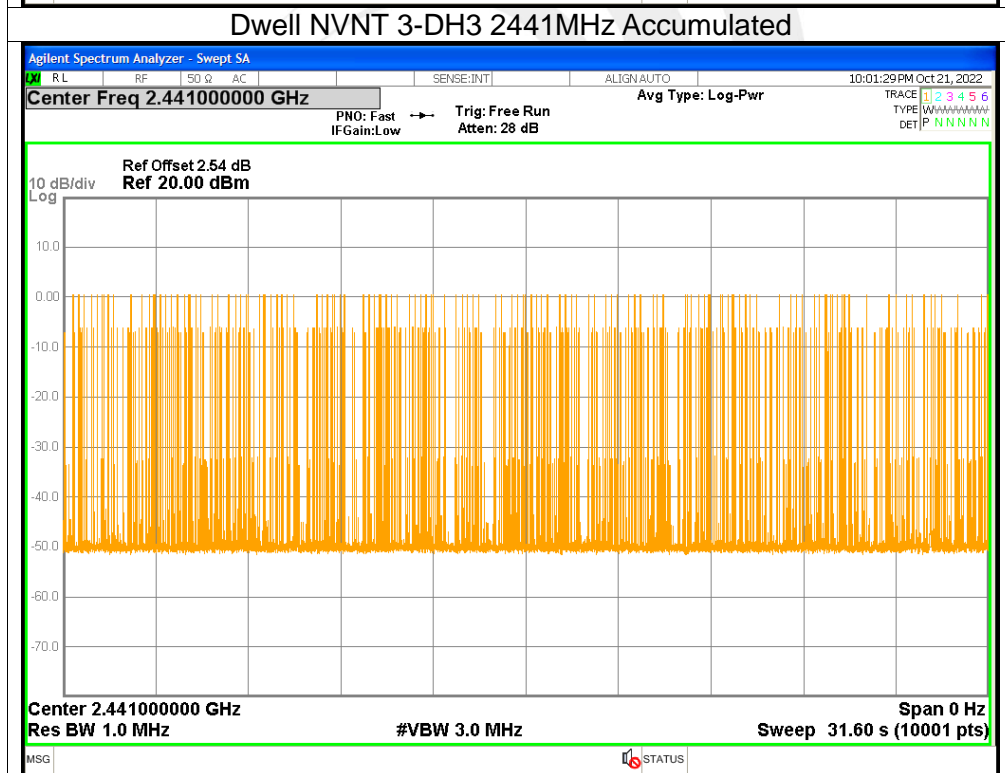 Dwell NVNT 3-DH3 2441MHz Accumulated
Agilent Spectrum Analyzer - Swept SA
LXI RL RF 50 Ω AC SENSE:INT ALIGN AUTO 10:01:29 PM Oct 21, 2022
Center Freq 2.441000000 GHz Avg Type: Log-Pwr TRACE 1 2 3 4 5 6
PNO: Fast Trig: Free Run TYPE WWWWWW
IFGain:Low Atten: 28 dB DET P N N N N N
Ref Offset 2.54 dB
10 dB/div Ref 20.00 dBm
Log
10.0
0.00
-10.0
-20.0
-30.0
-40.0
-50.0
-60.0
-70.0
Center 2.441000000 GHz Span 0 Hz
Res BW 1.0 MHz #VBW 3.0 MHz Sweep 31.60 s (10001 pts)
MSG STATUS